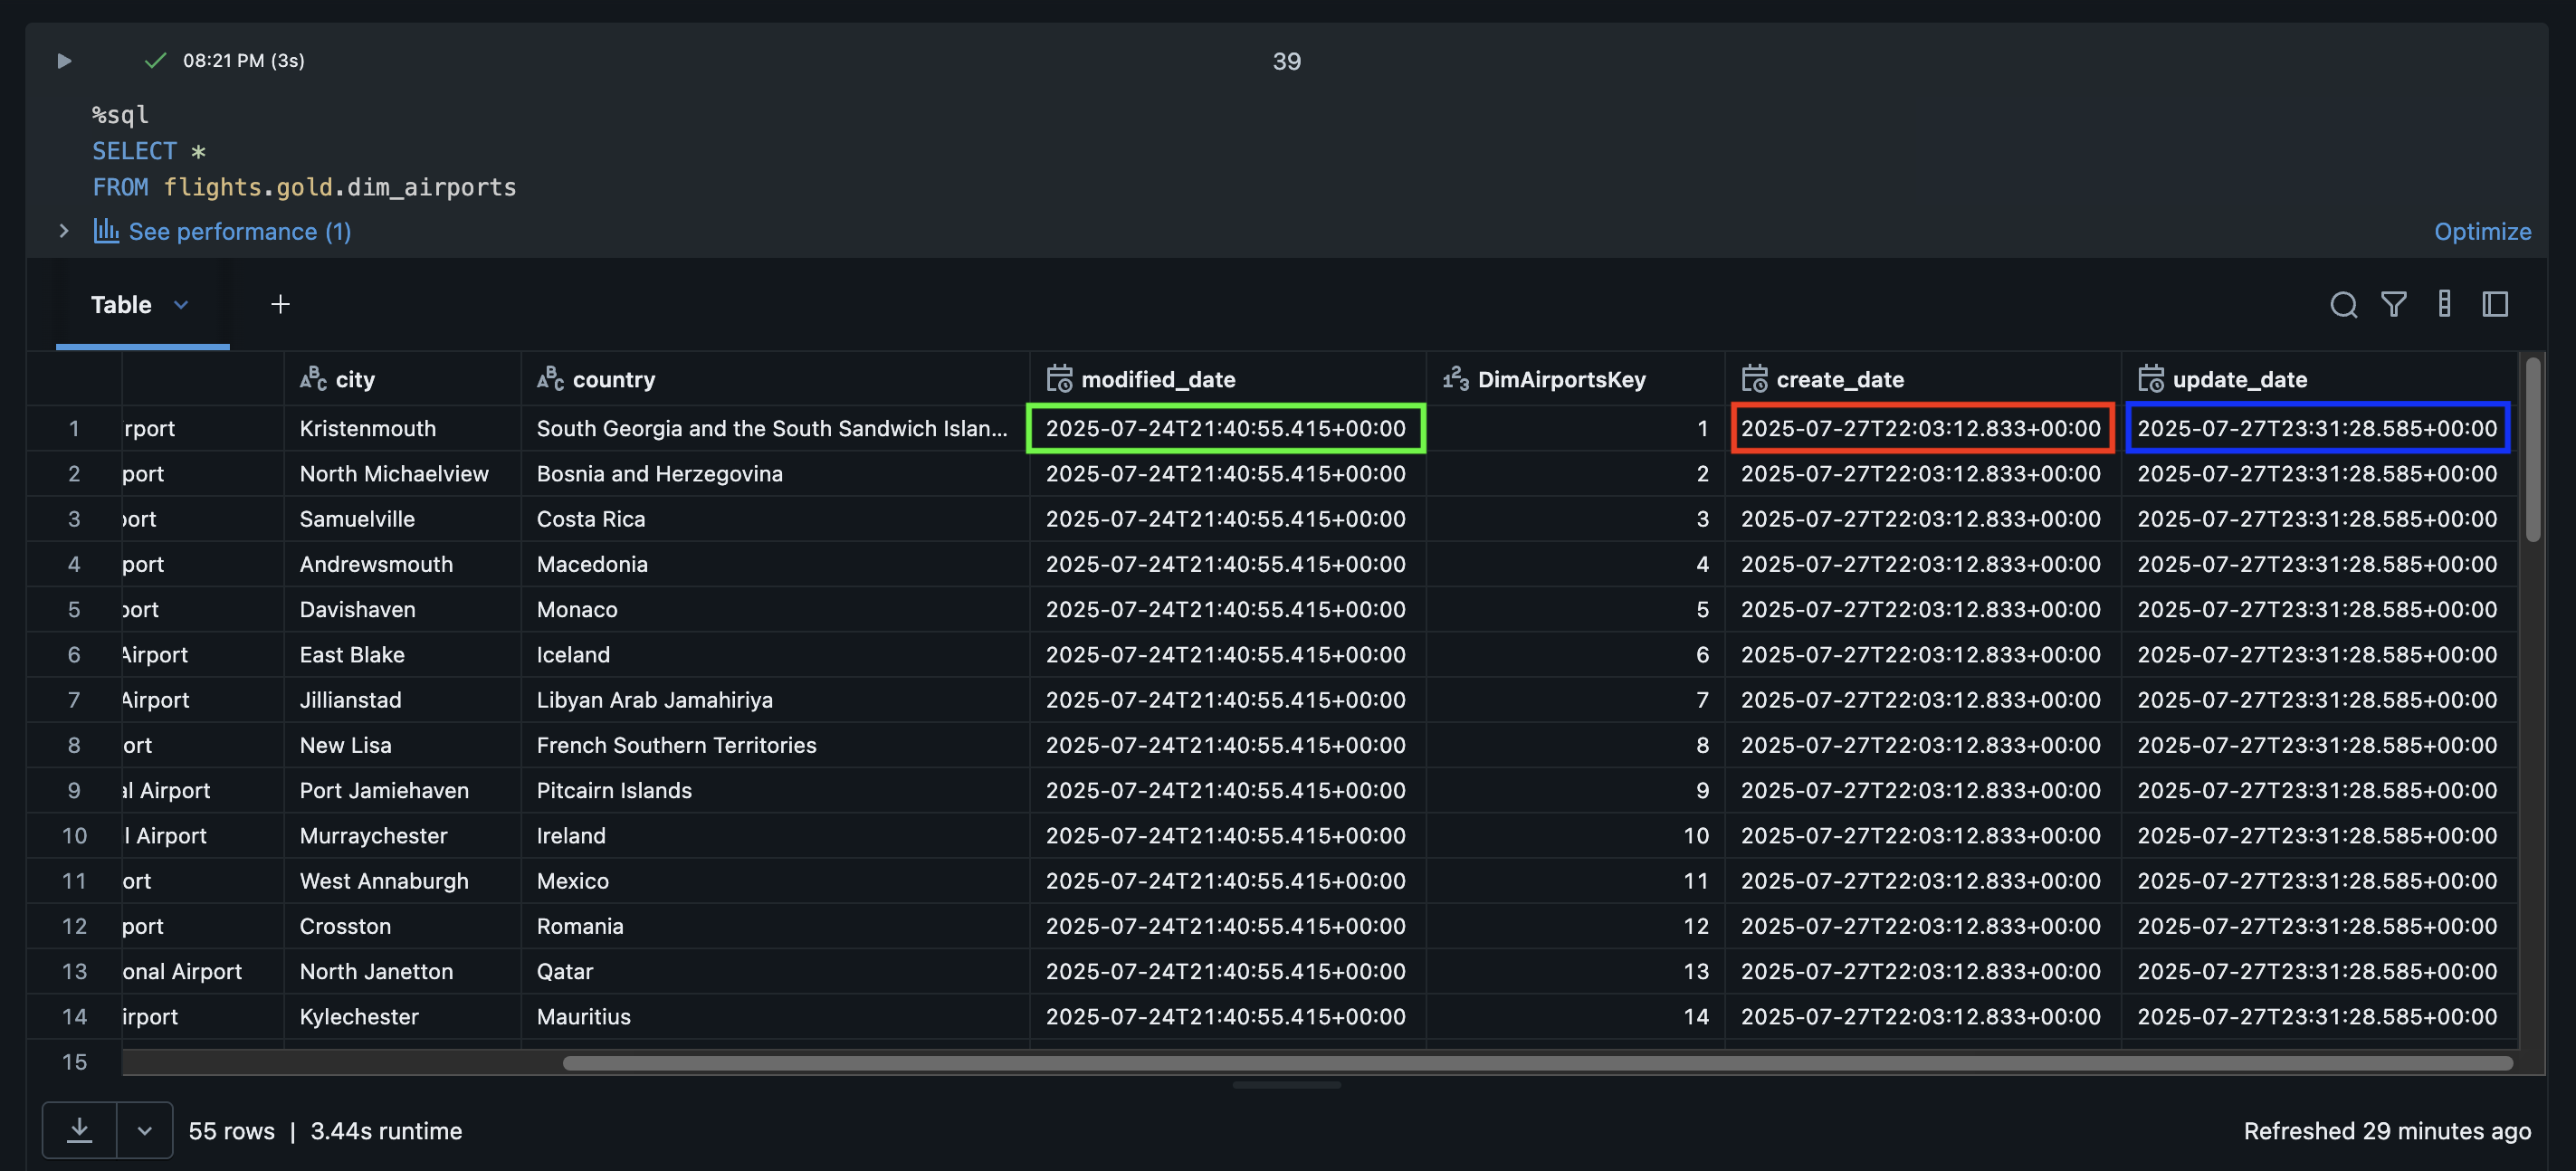 08:21 PM (3s)
39
%sql
SELECT *
FROM flights.gold.dim_airports
See performance (1)
Optimize
Table
city country modified_date DimAirportsKey create_date update_date
1 rport Kristenmouth South Georgia and the South Sandwich Islan... 2025-07-24T21:40:55.415+00:00 1 2025-07-27T22:03:12.833+00:00 2025-07-27T23:31:28.585+00:00
2 port North Michaelview Bosnia and Herzegovina 2025-07-24T21:40:55.415+00:00 2 2025-07-27T22:03:12.833+00:00 2025-07-27T23:31:28.585+00:00
3 port Samuelville Costa Rica 2025-07-24T21:40:55.415+00:00 3 2025-07-27T22:03:12.833+00:00 2025-07-27T23:31:28.585+00:00
4 port Andrewsmouth Macedonia 2025-07-24T21:40:55.415+00:00 4 2025-07-27T22:03:12.833+00:00 2025-07-27T23:31:28.585+00:00
5 port Davishaven Monaco 2025-07-24T21:40:55.415+00:00 5 2025-07-27T22:03:12.833+00:00 2025-07-27T23:31:28.585+00:00
6 Airport East Blake Iceland 2025-07-24T21:40:55.415+00:00 6 2025-07-27T22:03:12.833+00:00 2025-07-27T23:31:28.585+00:00
7 Airport Jillianstad Libyan Arab Jamahiriya 2025-07-24T21:40:55.415+00:00 7 2025-07-27T22:03:12.833+00:00 2025-07-27T23:31:28.585+00:00
8 ort New Lisa French Southern Territories 2025-07-24T21:40:55.415+00:00 8 2025-07-27T22:03:12.833+00:00 2025-07-27T23:31:28.585+00:00
9 al Airport Port Jamiehaven Pitcairn Islands 2025-07-24T21:40:55.415+00:00 9 2025-07-27T22:03:12.833+00:00 2025-07-27T23:31:28.585+00:00
10 l Airport Murraychester Ireland 2025-07-24T21:40:55.415+00:00 10 2025-07-27T22:03:12.833+00:00 2025-07-27T23:31:28.585+00:00
11 ort West Annaburgh Mexico 2025-07-24T21:40:55.415+00:00 11 2025-07-27T22:03:12.833+00:00 2025-07-27T23:31:28.585+00:00
12 port Crosston Romania 2025-07-24T21:40:55.415+00:00 12 2025-07-27T22:03:12.833+00:00 2025-07-27T23:31:28.585+00:00
13 onal Airport North Janetton Qatar 2025-07-24T21:40:55.415+00:00 13 2025-07-27T22:03:12.833+00:00 2025-07-27T23:31:28.585+00:00
14 irport Kylechester Mauritius 2025-07-24T21:40:55.415+00:00 14 2025-07-27T22:03:12.833+00:00 2025-07-27T23:31:28.585+00:00
15
55 rows | 3.44s runtime
Refreshed 29 minutes ago